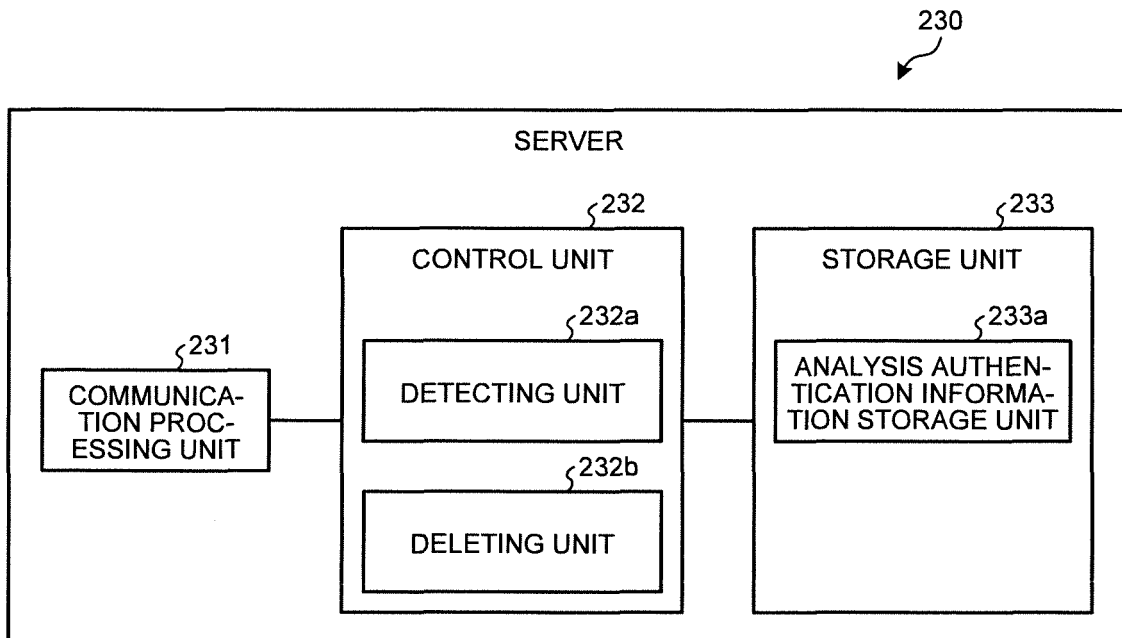 230
SERVER
232
CONTROL UNIT
232a
DETECTING UNIT
232b
DELETING UNIT
233
STORAGE UNIT
233a
ANALYSIS AUTHEN-
TICATION INFORMA-
TION STORAGE UNIT
231
COMMUNICA-
TION PROC-
ESSING UNIT